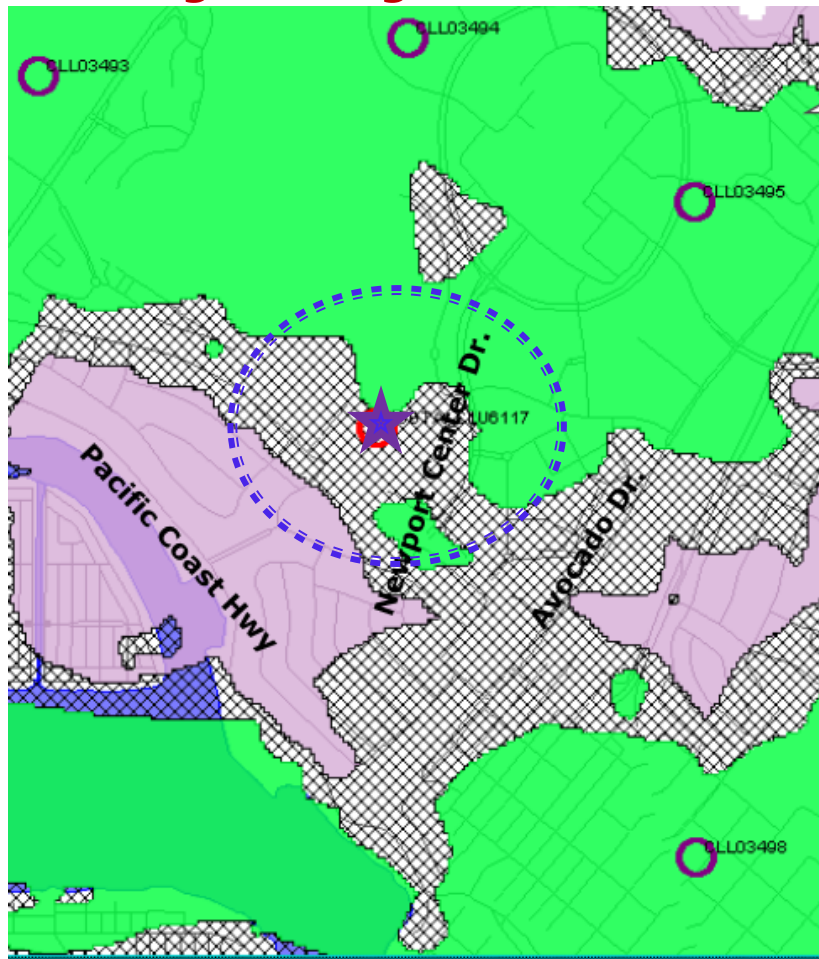 CLL03494
CLL03493
CLL03495
U6117
Newport Center Dr.
Pacific Coast Hwy
Avocado Dr.
CLL03498